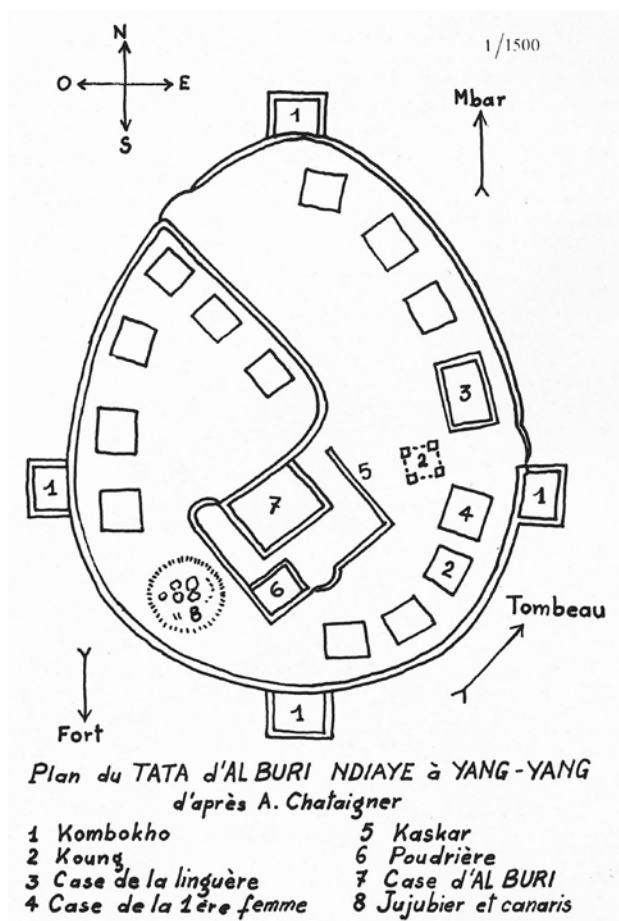 N
1/1500
O E
S
1
Mbar
3
2
5
1
7
4
1
2
6
8
Tombeau
1
Fort
Plan du TATA d'AL BURI NDIAYE à YANG-YANG
d'après A. Chataigner
1 Kombokho
2 Koung
3 Case de la linguère
4 Case de la 1ère femme
5 Kaskar
6 Poudrière
7 Case d'AL BURI
8 Jujubier et canaris